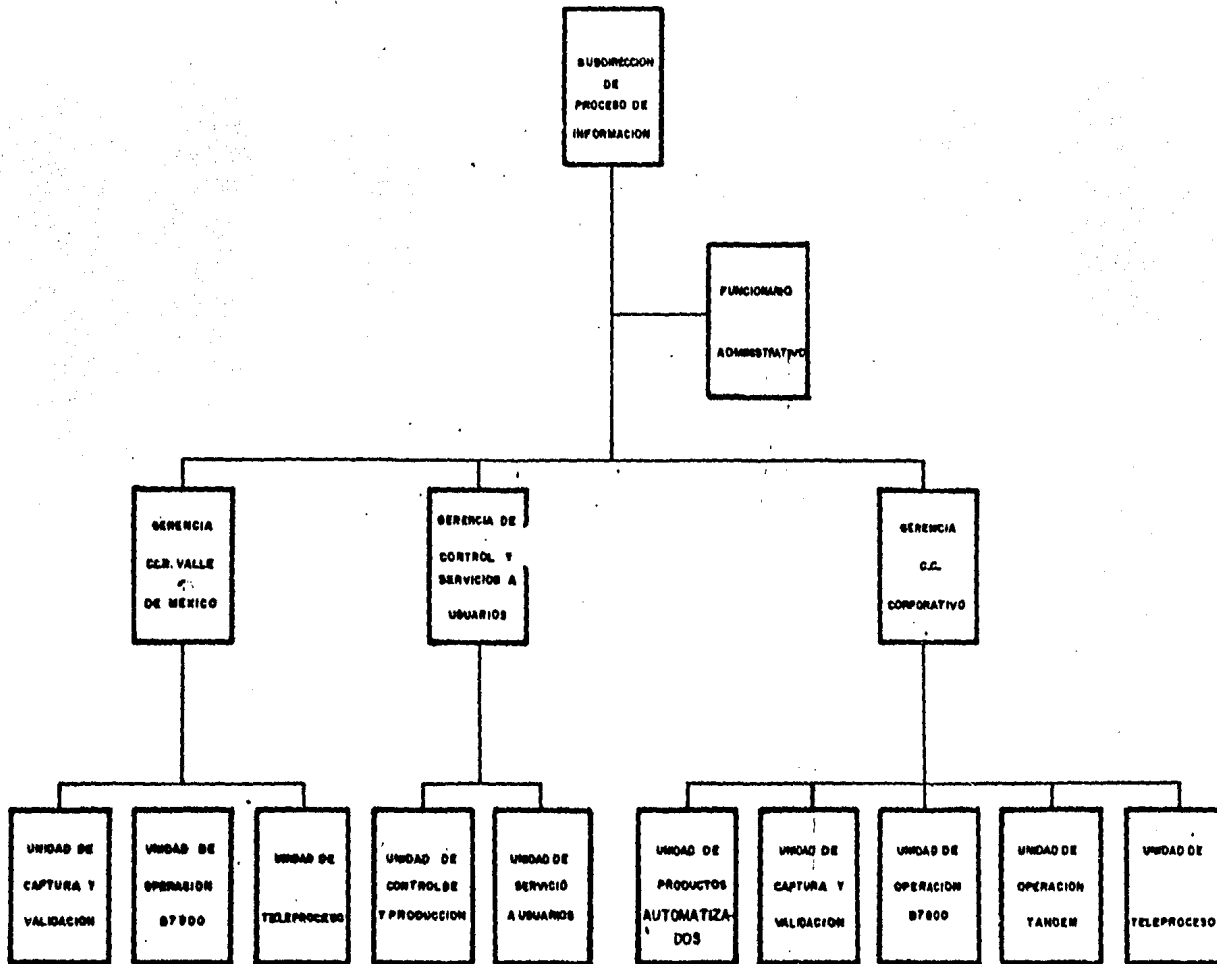 SUBDIRECCION
DE
PROCESO DE
INFORMACION
FUNCIONARIO
ADMINISTRATIVO
GERENCIA
C.C.R. VALLE
DE MEXICO
GERENCIA DE
CONTROL Y
SERVICIOS A
USUARIOS
GERENCIA
C.C.
CORPORATIVO
UNIDAD DE
CAPTURA Y
VALIDACION
UNIDAD DE
OPERACION
UNIDAD DE
TELEPROCESO
UNIDAD DE
CONTROL DE
Y PRODUCCION
UNIDAD DE
SERVICIO
A USUARIOS
UNIDAD DE
PRODUCTOS
AUTOMATIZA-
DOS
UNIDAD DE
CAPTURA Y
VALIDACION
UNIDAD DE
OPERACION
B7800
UNIDAD DE
OPERACION
TANDEM
UNIDAD DE
TELEPROCESO